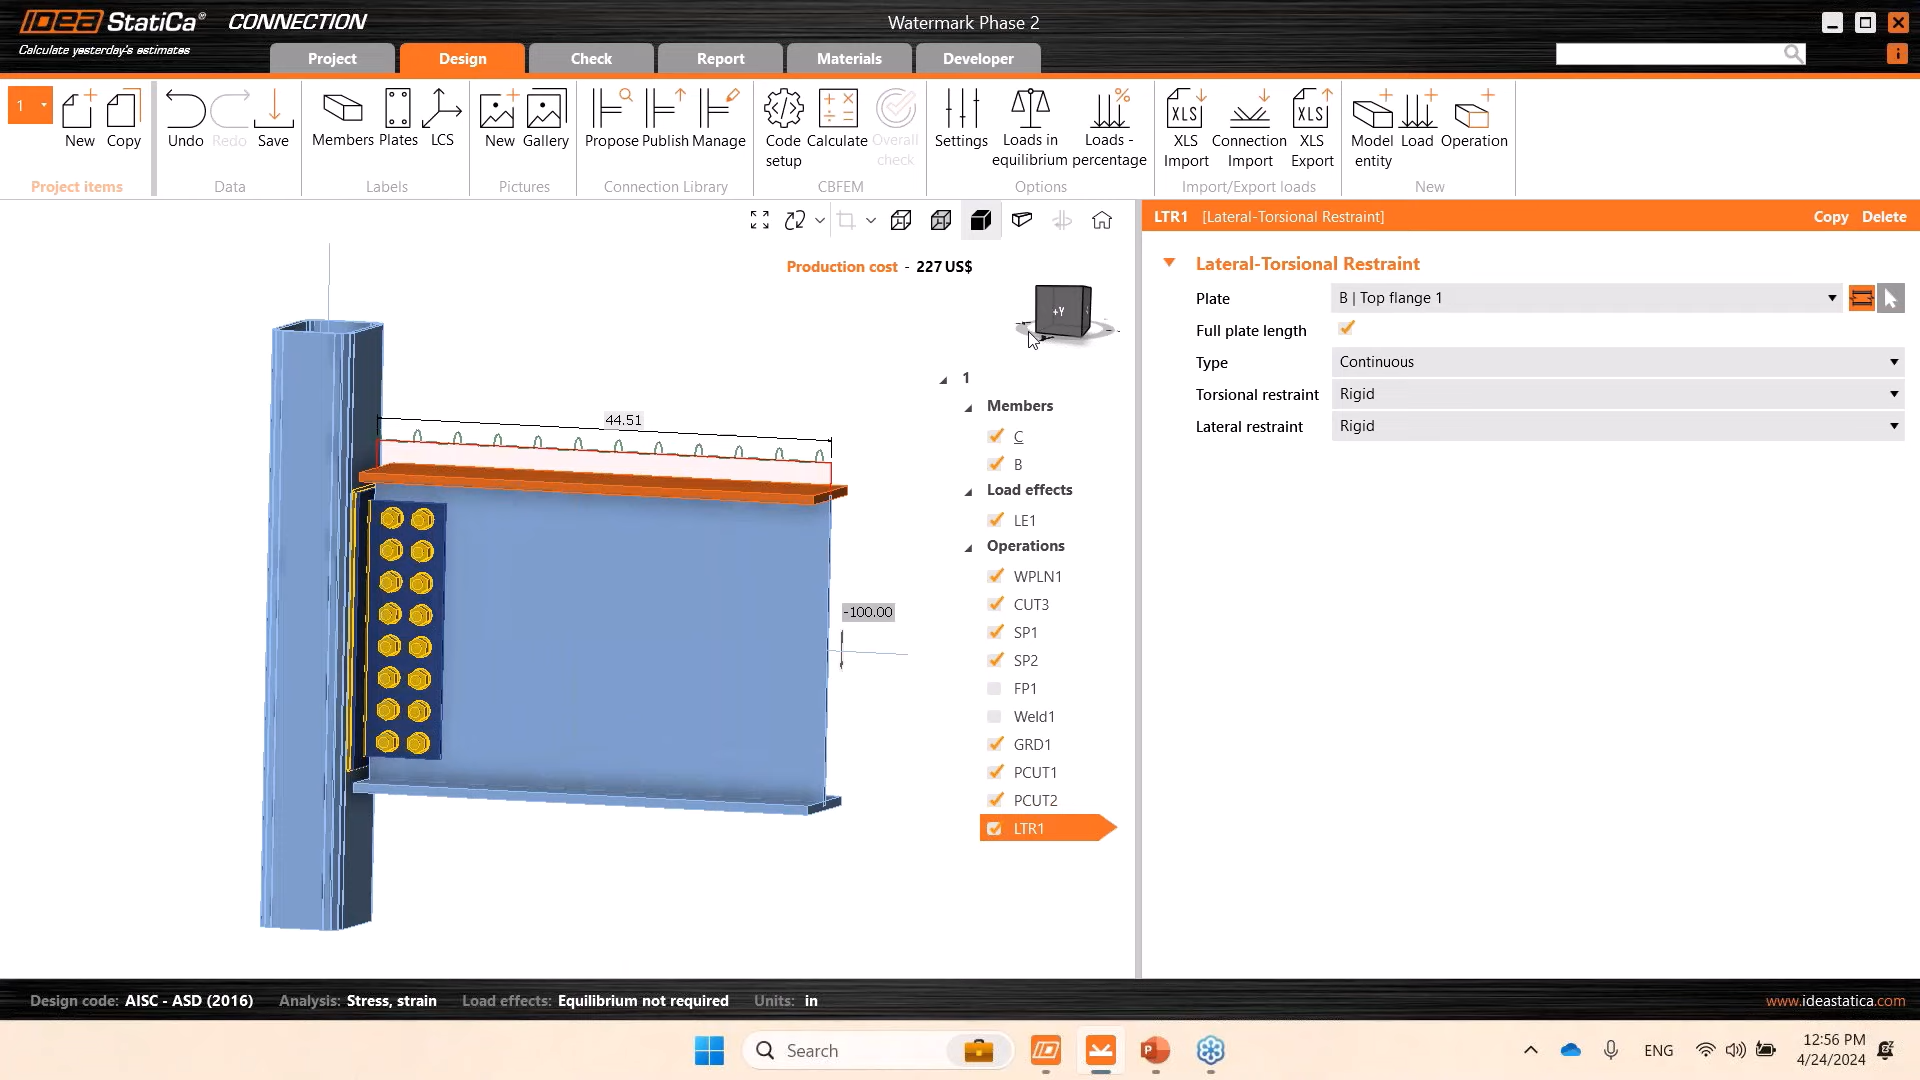 IDEA StatiCa® CONNECTION
Calculate yesterday's estimates
Watermark Phase 2
Project Design Check Report Materials Developer
1
New Copy Undo Redo Save Members Plates LCS New Gallery Propose Publish Manage Code setup Calculate Overall check Settings Loads in equilibrium Loads - percentage XLS Import Connection Import XLS Export Model entity Load Operation
Project items Data Labels Pictures Connection Library CBFEM Options Import/Export loads New
LTR1 [Lateral-Torsional Restraint] Copy Delete
Production cost - 227 US$
+Y
44.51
-100.00
1
Members
C
B
Load effects
LE1
Operations
WPLN1
CUT3
SP1
SP2
FP1
Weld1
GRD1
PCUT1
PCUT2
LTR1
Lateral-Torsional Restraint
Plate B | Top flange 1
Full plate length
Type Continuous
Torsional restraint Rigid
Lateral restraint Rigid
Design code: AISC - ASD (2016) Analysis: Stress, strain Load effects: Equilibrium not required Units: in
www.ideastatica.com
Search
ENG
12:56 PM
4/24/2024